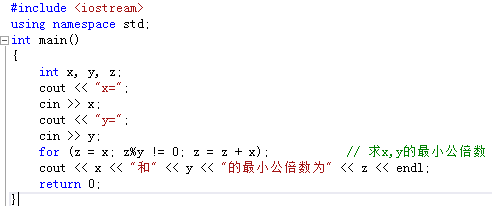 #include <iostream>
using namespace std;
int main()
{
int x, y, z;
cout << "x=";
cin >> x;
cout << "y=";
cin >> y;
for (z = x; z%y != 0; z = z + x); // 求x,y的最小公倍数
cout << x << "和" << y << "的最小公倍数为" << z << endl;
return 0;
}